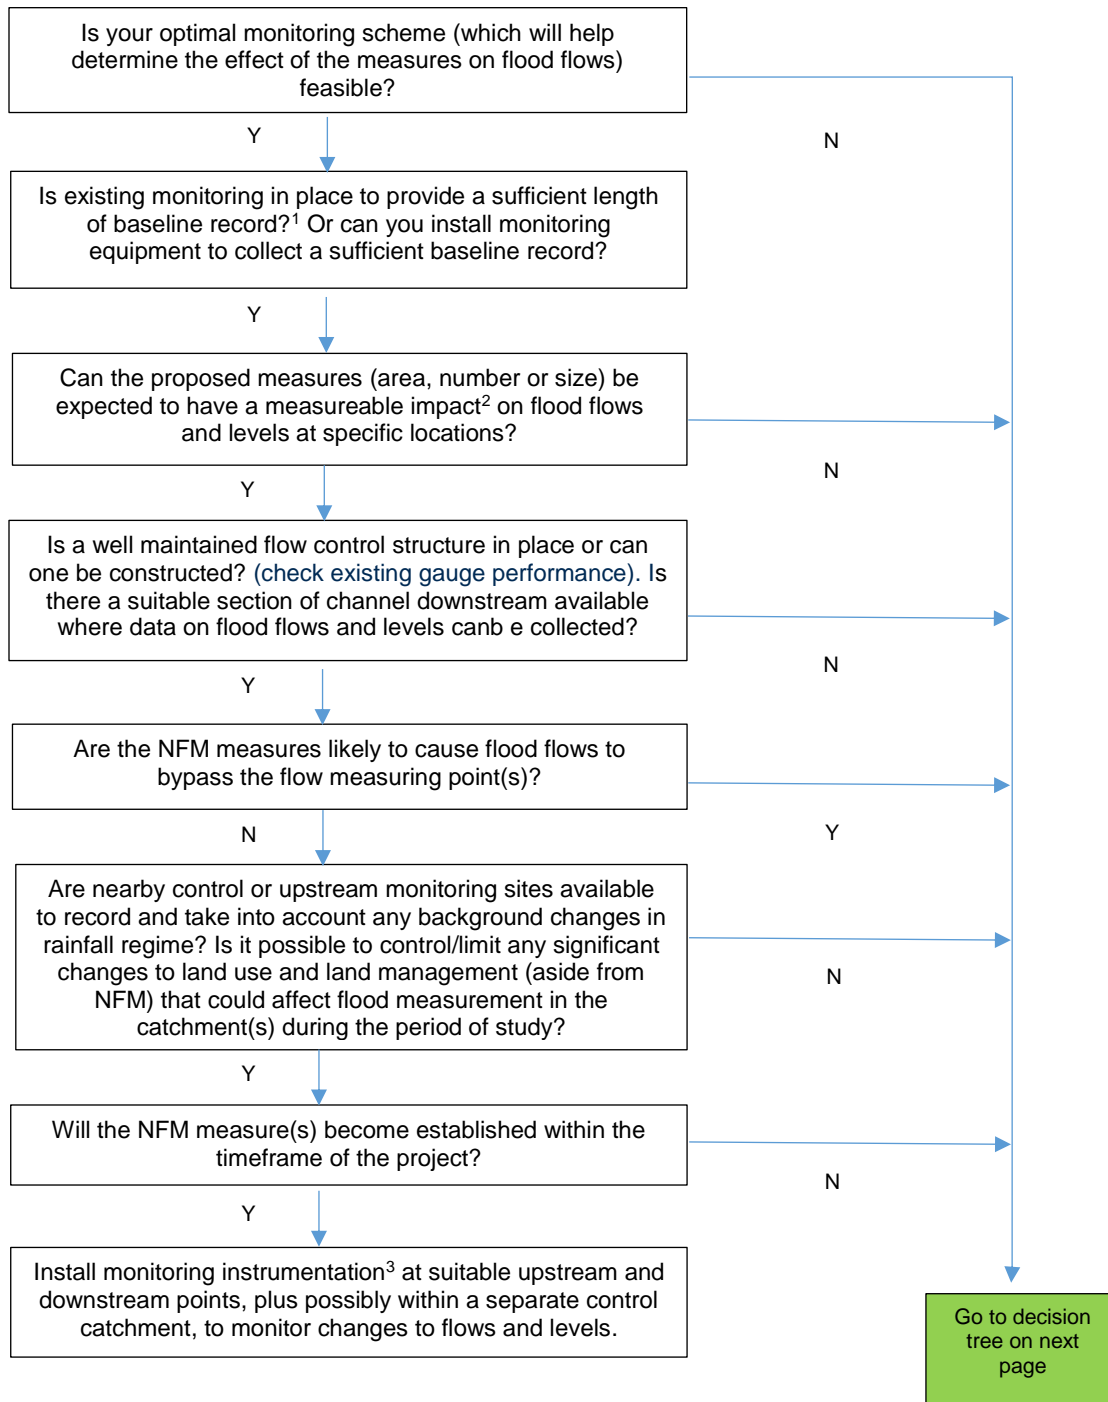 Is your optimal monitoring scheme (which will help
determine the effect of the measures on flood flows)
feasible?
Y
N
Is existing monitoring in place to provide a sufficient length
of baseline record?¹ Or can you install monitoring
equipment to collect a sufficient baseline record?
Y
Can the proposed measures (area, number or size) be
expected to have a measureable impact² on flood flows
and levels at specific locations?
N
Y
Is a well maintained flow control structure in place or can
one be constructed? (check existing gauge performance). Is
there a suitable section of channel downstream available
where data on flood flows and levels canb e collected?
N
Y
Are the NFM measures likely to cause flood flows to
bypass the flow measuring point(s)?
Y
N
Are nearby control or upstream monitoring sites available
to record and take into account any background changes in
rainfall regime? Is it possible to control/limit any significant
changes to land use and land management (aside from
NFM) that could affect flood measurement in the
catchment(s) during the period of study?
N
Y
Will the NFM measure(s) become established within the
timeframe of the project?
N
Y
Install monitoring instrumentation³ at suitable upstream and
downstream points, plus possibly within a separate control
catchment, to monitor changes to flows and levels.
Go to decision
tree on next
page